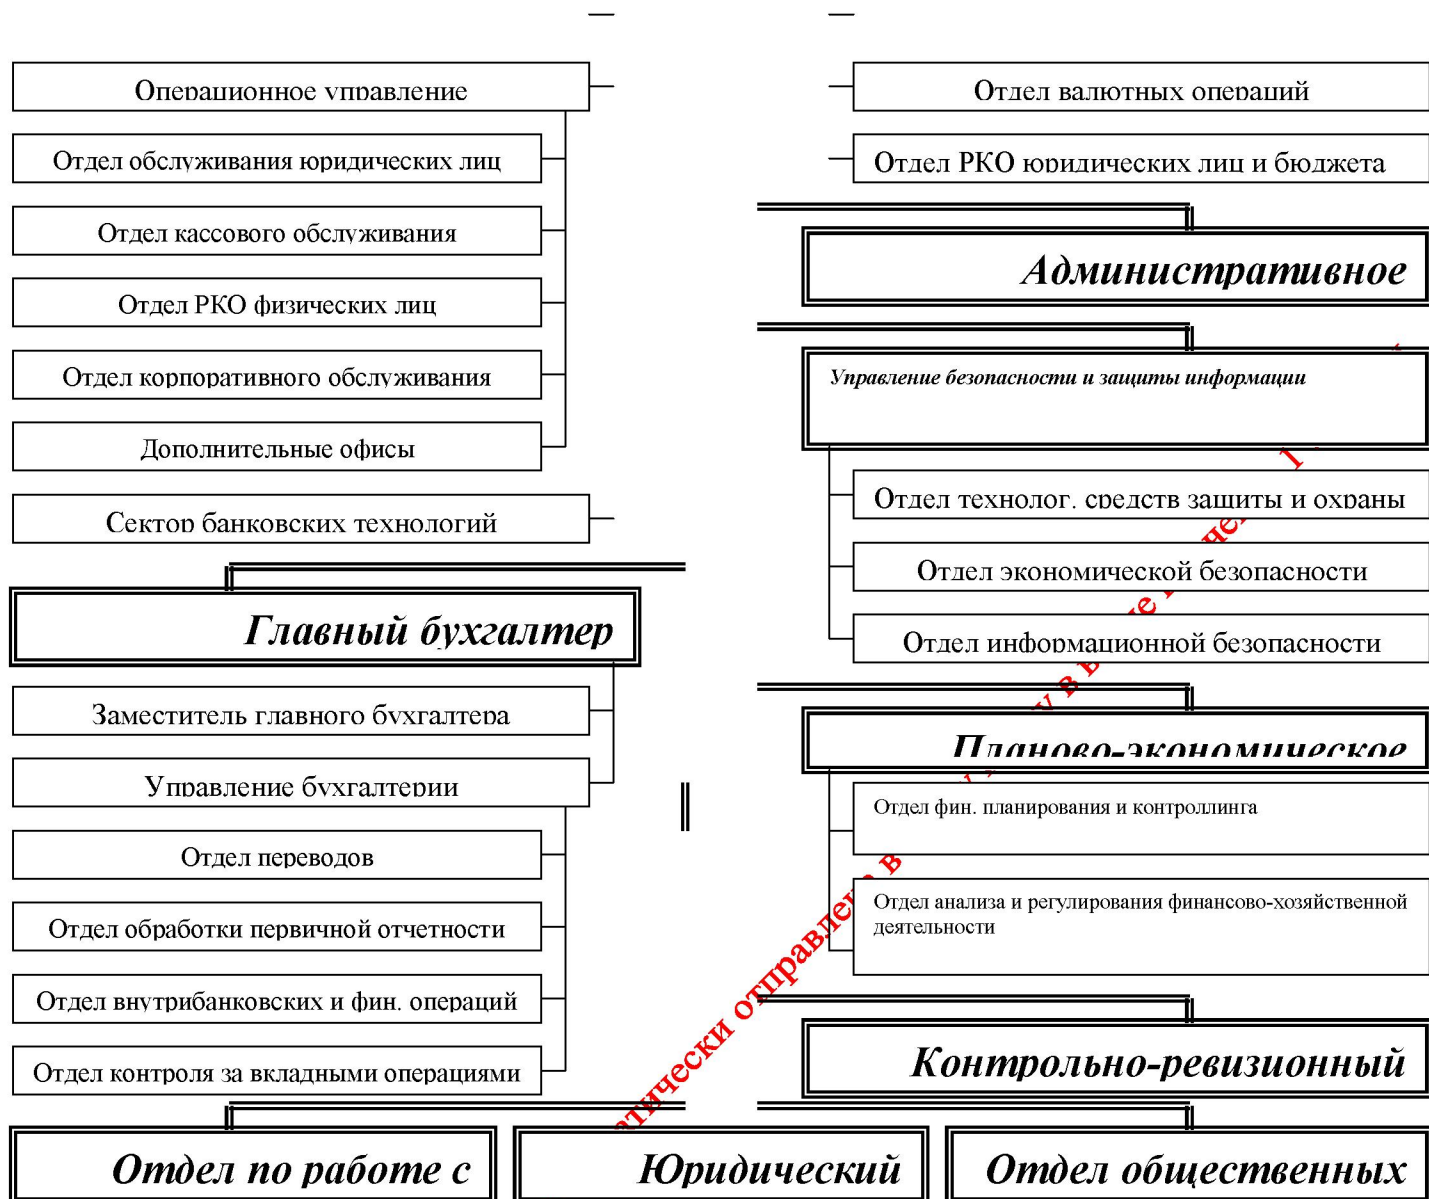 Операционное управление
Отдел обслуживания юридических лиц
Отдел кассового обслуживания
Отдел РКО физических лиц
Отдел корпоративного обслуживания
Дополнительные офисы
Сектор банковских технологий
Главный бухгалтер
Заместитель главного бухгалтера
Управление бухгалтерии
Отдел переводов
Отдел обработки первичной отчетности
Отдел внутрибанковских и фин. операций
Отдел контроля за вкладными операциями
Отдел по работе с
Юридический
Отдел валютных операций
Отдел РКО юридических лиц и бюджета
Административное
Управление безопасности и защиты информации
Отдел технолог. средств защиты и охраны
Отдел экономической безопасности
Отдел информационной безопасности
Планово-экономическое
Отдел фин. планирования и контроллинга
Отдел анализа и регулирования финансово-хозяйственной
деятельности
Контрольно-ревизионный
Отдел общественных
отправлено в